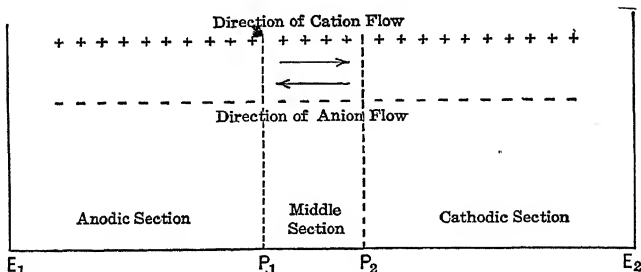 Direction of Cation Flow
+ + + + + + + + + + + + + + + + + + + + + + + +
- - - - - - - - - - - - - - - - - - - - - - - -
Direction of Anion Flow
Anodic Section
Middle
Section
Cathodic Section
E₁ P₁ P₂ E₂